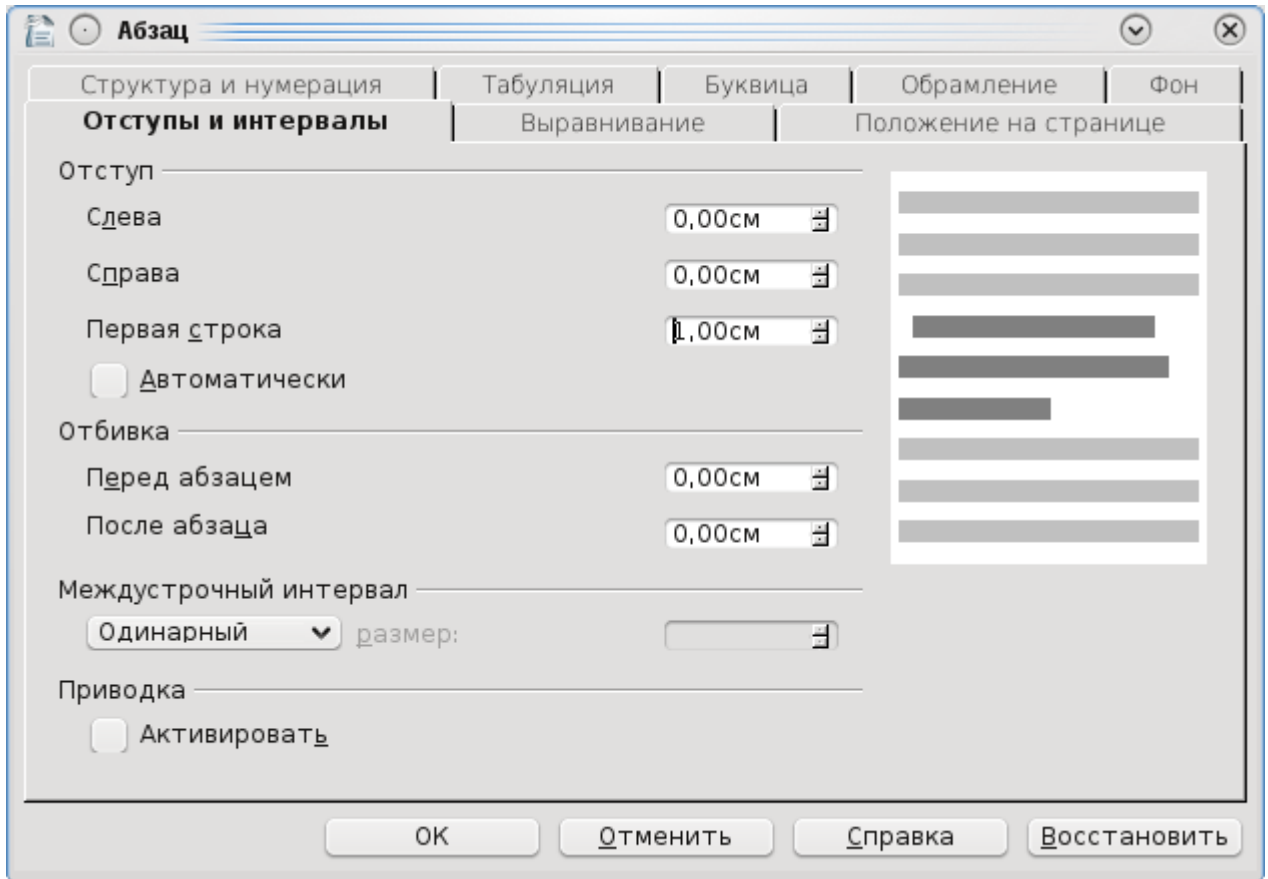 Абзац
Структура и нумерация Табуляция Буквица Обрамление Фон
Отступы и интервалы Выравнивание Положение на странице
Отступ
Слева 0,00см
Справа 0,00см
Первая строка 1,00см
Автоматически
Отбивка
Перед абзацем 0,00см
После абзаца 0,00см
Междустрочный интервал
Одинарный размер:
Приводка
Активировать
ОК Отменить Справка Восстановить